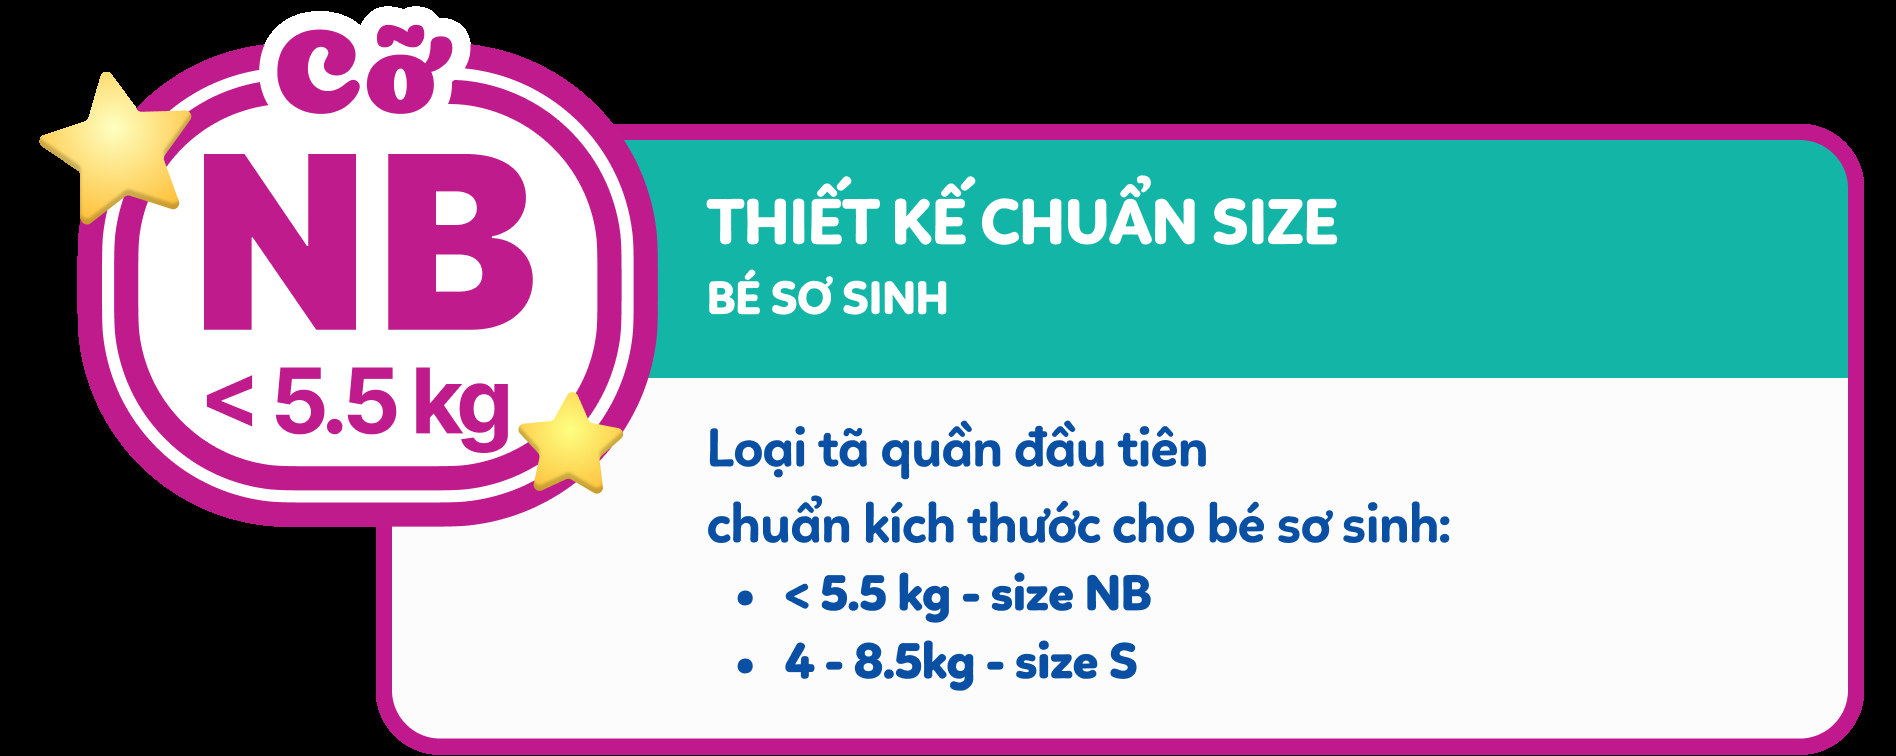 Cỡ
NB
< 5.5 kg
THIẾT KẾ CHUẨN SIZE
BÉ SƠ SINH
Loại tã quần đầu tiên
chuẩn kích thước cho bé sơ sinh:
• < 5.5 kg - size NB
• 4 - 8.5kg - size S